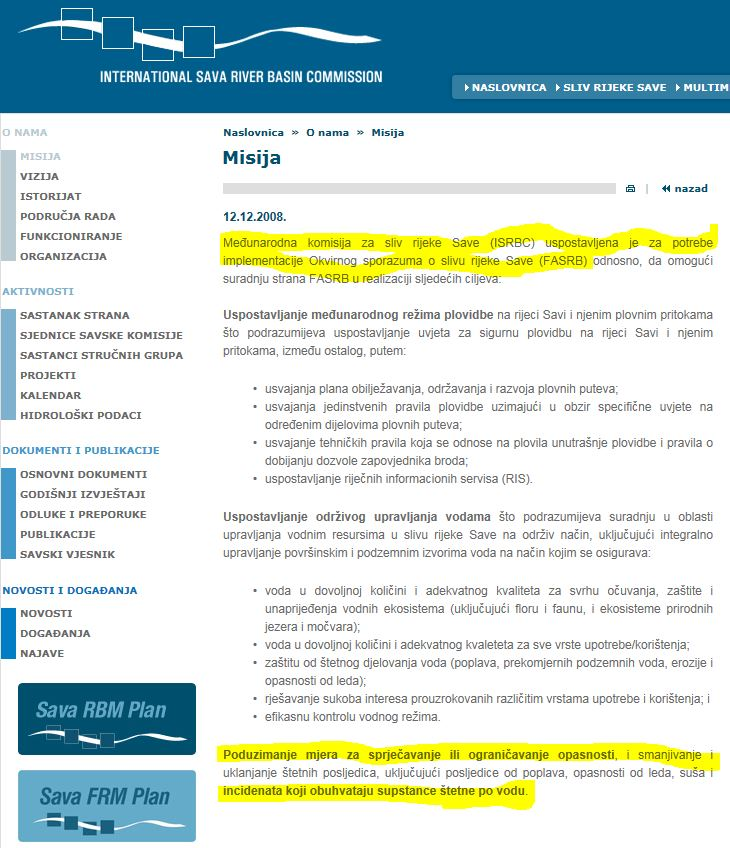 INTERNATIONAL SAVA RIVER BASIN COMMISSION
NASLOVNICA
SLIV RIJEKE SAVE
MULTIM
O NAMA
MISIJA
VIZIJA
ISTORIJAT
PODRUČJA RADA
FUNKCIONIRANJE
ORGANIZACIJA
AKTIVNOSTI
SASTANAK STRANA
SJEDNICE SAVSKE KOMISIJE
SASTANCI STRUČNIH GRUPA
PROJEKTI
KALENDAR
HIDROLOŠKI PODACI
DOKUMENTI I PUBLIKACIJE
OSNOVNI DOKUMENTI
GODIŠNJI IZVJEŠTAJI
ODLUKE I PREPORUKE
PUBLIKACIJE
SAVSKI VJESNIK
NOVOSTI I DOGAĐANJA
NOVOSTI
DOGAĐANJA
NAJAVE
Sava RBM Plan
Sava FRM Plan
Naslovnica » O nama » Misija
Misija
| nazad
12.12.2008.
Međunarodna komisija za sliv rijeke Save (ISRBC) uspostavljena je za potrebe
implementacije Okvirnog sporazuma o slivu rijeke Save (FASRB) odnosno, da omogući
suradnju strana FASRB u realizaciji sljedećih ciljeva:
Uspostavljanje međunarodnog režima plovidbe na rijeci Savi i njenim plovnim pritokama
što podrazumijeva uspostavljanje uvjeta za sigurnu plovidbu na rijeci Savi i njenim
pritokama, između ostalog, putem:
• usvajanja plana obilježavanja, održavanja i razvoja plovnih puteva;
• usvajanja jedinstvenih pravila plovidbe uzimajući u obzir specifične uvjete na
određenim dijelovima plovnih puteva;
• usvajanje tehničkih pravila koja se odnose na plovila unutrašnje plovidbe i pravila o
dobijanju dozvole zapovjednika broda;
• uspostavljanje riječnih informacionih servisa (RIS).
Uspostavljanje održivog upravljanja vodama što podrazumijeva suradnju u oblasti
upravljanja vodnim resursima u slivu rijeke Save na održiv način, uključujući integralno
upravljanje površinskim i podzemnim izvorima voda na način kojim se osigurava:
• voda u dovoljnoj količini i adekvatnog kvaliteta za svrhu očuvanja, zaštite i
unaprijeđenja vodnih ekosistema (uključujući floru i faunu, i ekosisteme prirodnih
jezera i močvara);
• voda u dovoljnoj količini i adekvatnog kvaleteta za sve vrste upotrebe/korištenja;
• zaštitu od štetnog djelovanja voda (poplava, prekomjernih podzemnih voda, erozije i
opasnosti od leda);
• rješavanje sukoba interesa prouzrokovanih različitim vrstama upotrebe i korištenja; i
• efikasnu kontrolu vodnog režima.
Poduzimanje mjera za sprječavanje ili ograničavanje opasnosti, i smanjivanje i
uklanjanje štetnih posljedica, uključujući posljedice od poplava, opasnosti od leda, suša i
incidenata koji obuhvataju supstance štetne po vodu.